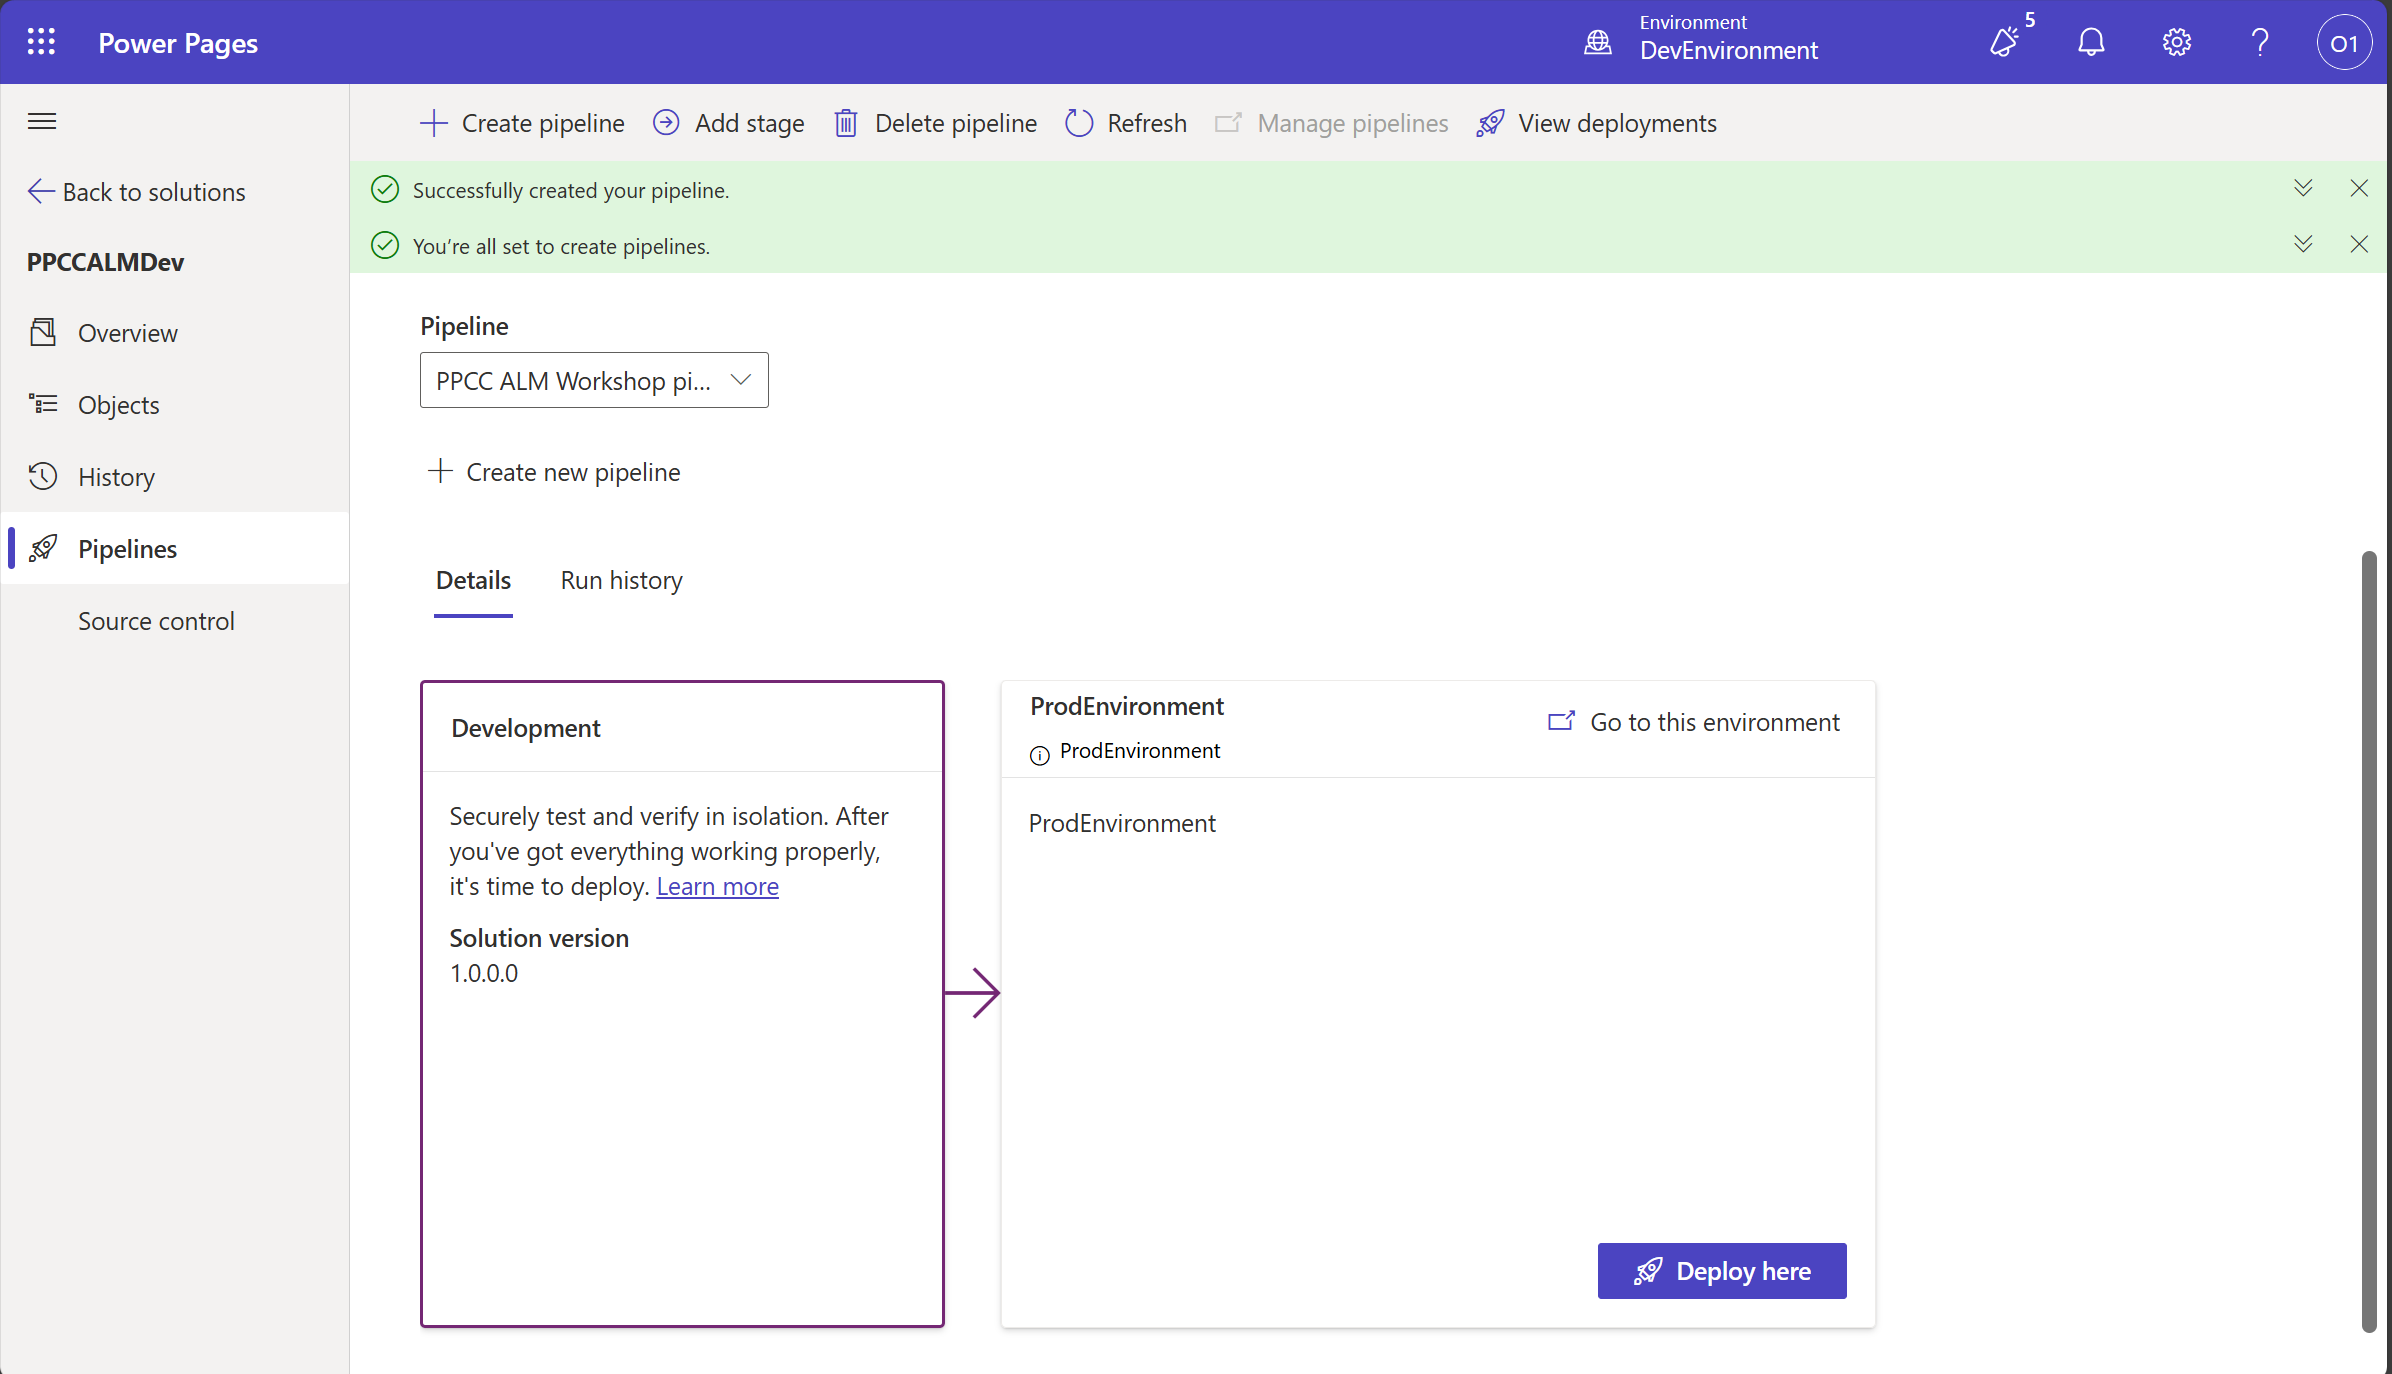 Power Pages
Environment
DevEnvironment
5
O1
Create pipeline
Add stage
Delete pipeline
Refresh
Manage pipelines
View deployments
Back to solutions
PPCCALMDev
Overview
Objects
History
Pipelines
Source control
Successfully created your pipeline.
You’re all set to create pipelines.
Pipeline
PPCC ALM Workshop pi...
Create new pipeline
Details
Run history
Development
Securely test and verify in isolation. After
you've got everything working properly,
it's time to deploy. Learn more
Solution version
1.0.0.0
ProdEnvironment
ProdEnvironment
Go to this environment
ProdEnvironment
Deploy here